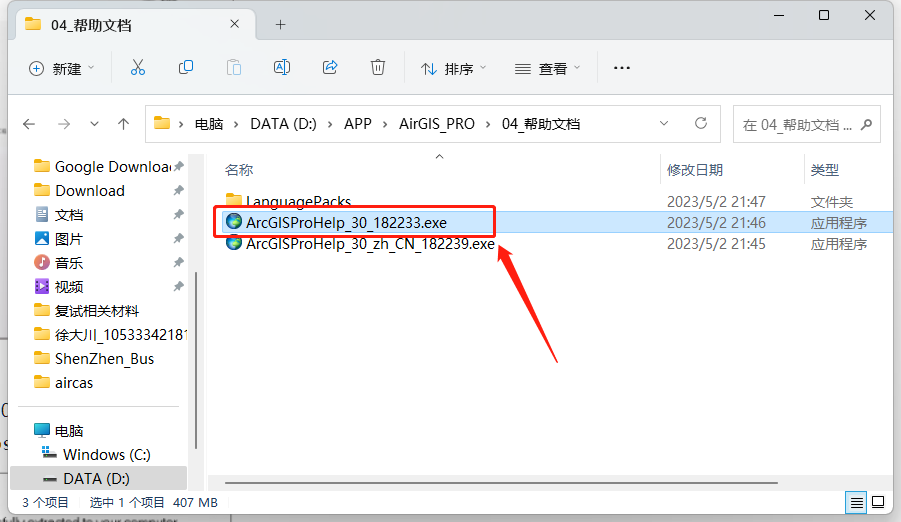 04_帮助文档
新建
排序
查看
电脑 > DATA (D:) > APP > AirGIS_PRO > 04_帮助文档
在 04_帮助文档 ...
Google Downloa
Download
文档
图片
音乐
视频
复试相关材料
徐大川_10533342181
ShenZhen_Bus
aircas
电脑
Windows (C:)
DATA (D:)
名称 修改日期 类型
LanguagePacks 2023/5/2 21:47 文件夹
ArcGISProHelp_30_182233.exe 2023/5/2 21:46 应用程序
ArcGISProHelp_30_zh_CN_182239.exe 2023/5/2 21:45 应用程序
3 个项目 选中 1 个项目 407 MB